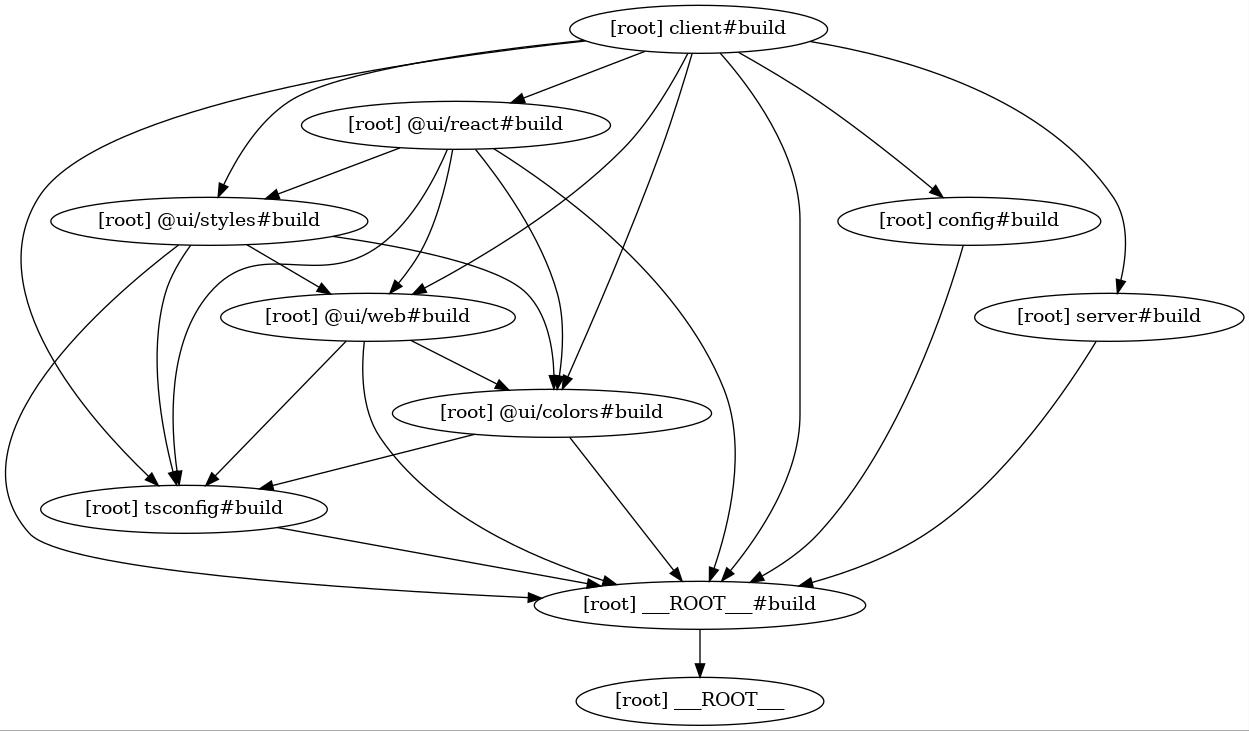 [root] client#build
[root] @ui/react#build
[root] @ui/styles#build
[root] config#build
[root] @ui/web#build
[root] server#build
[root] @ui/colors#build
[root] tsconfig#build
[root] ___ROOT___#build
[root] ___ROOT___